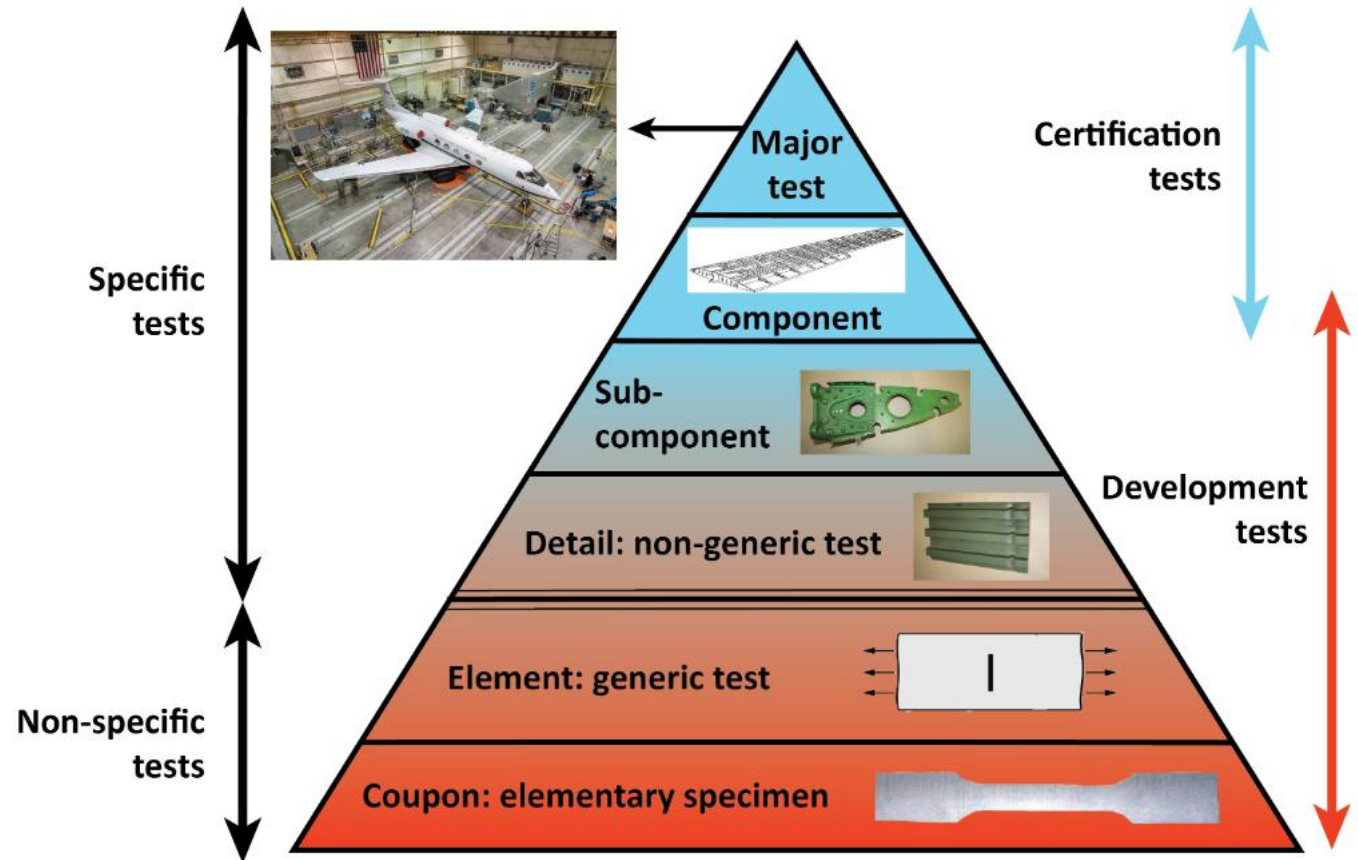 Major
test
Certification
tests
Specific
tests
Component
Sub-
component
Development
tests
Detail: non-generic test
Element: generic test
Non-specific
tests
Coupon: elementary specimen